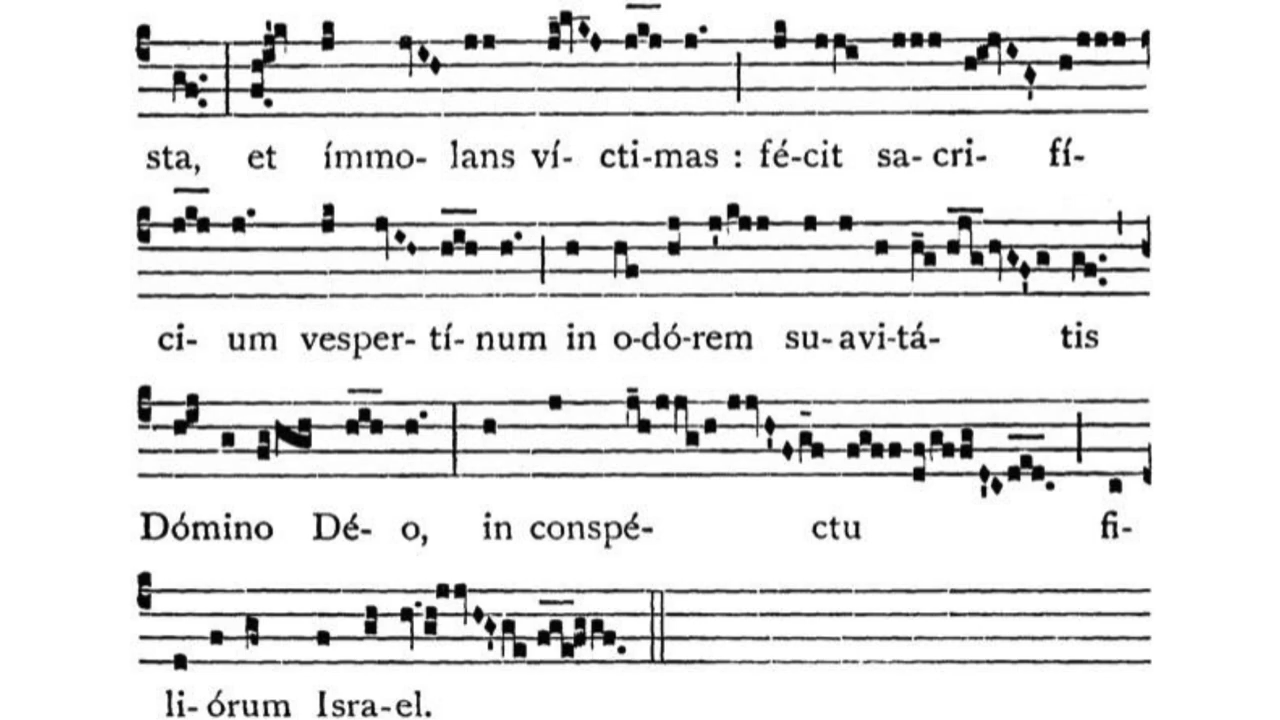 sta, et ímmo- lans ví- cti-mas : fé-cit sa- cri- fí-
ci- um vesper- tí- num in o-dó-rem su-avi-tá- tis
Dómino Dé- o, in conspé- ctu fi-
li-órum Isra-el.